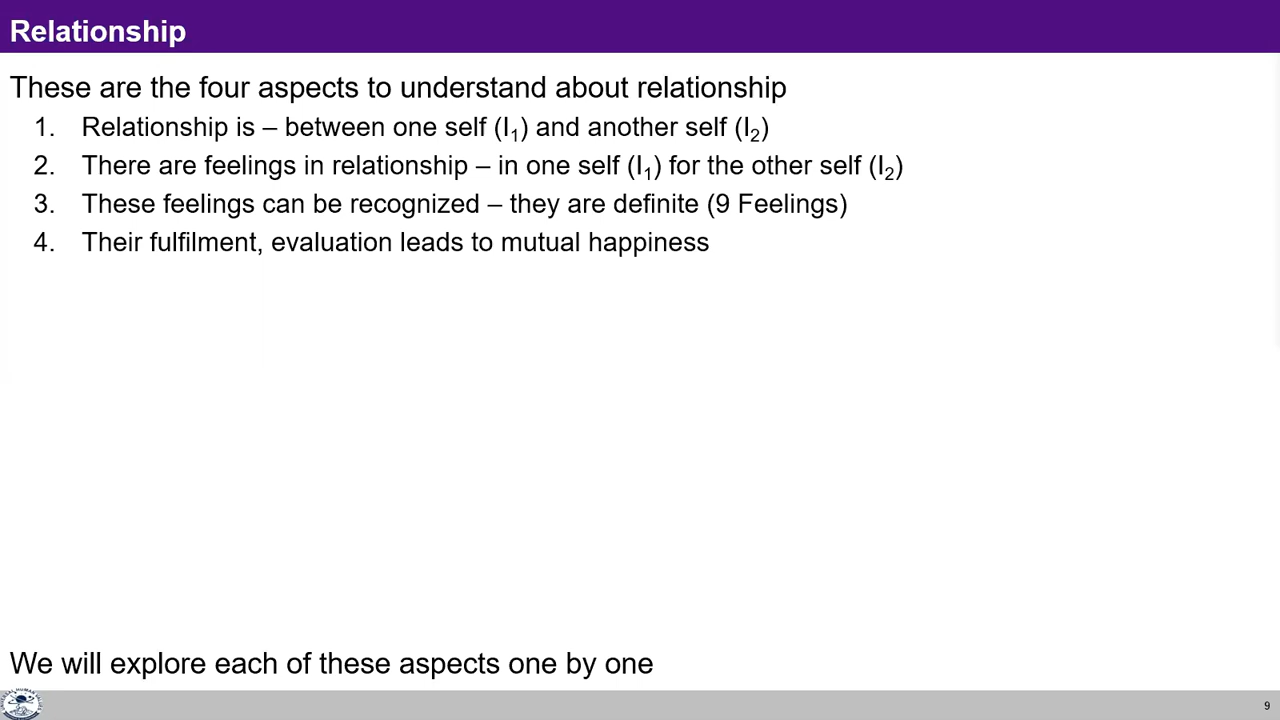 Relationship
These are the four aspects to understand about relationship
1. Relationship is – between one self (I₁) and another self (I₂)
2. There are feelings in relationship – in one self (I₁) for the other self (I₂)
3. These feelings can be recognized – they are definite (9 Feelings)
4. Their fulfilment, evaluation leads to mutual happiness
We will explore each of these aspects one by one
9